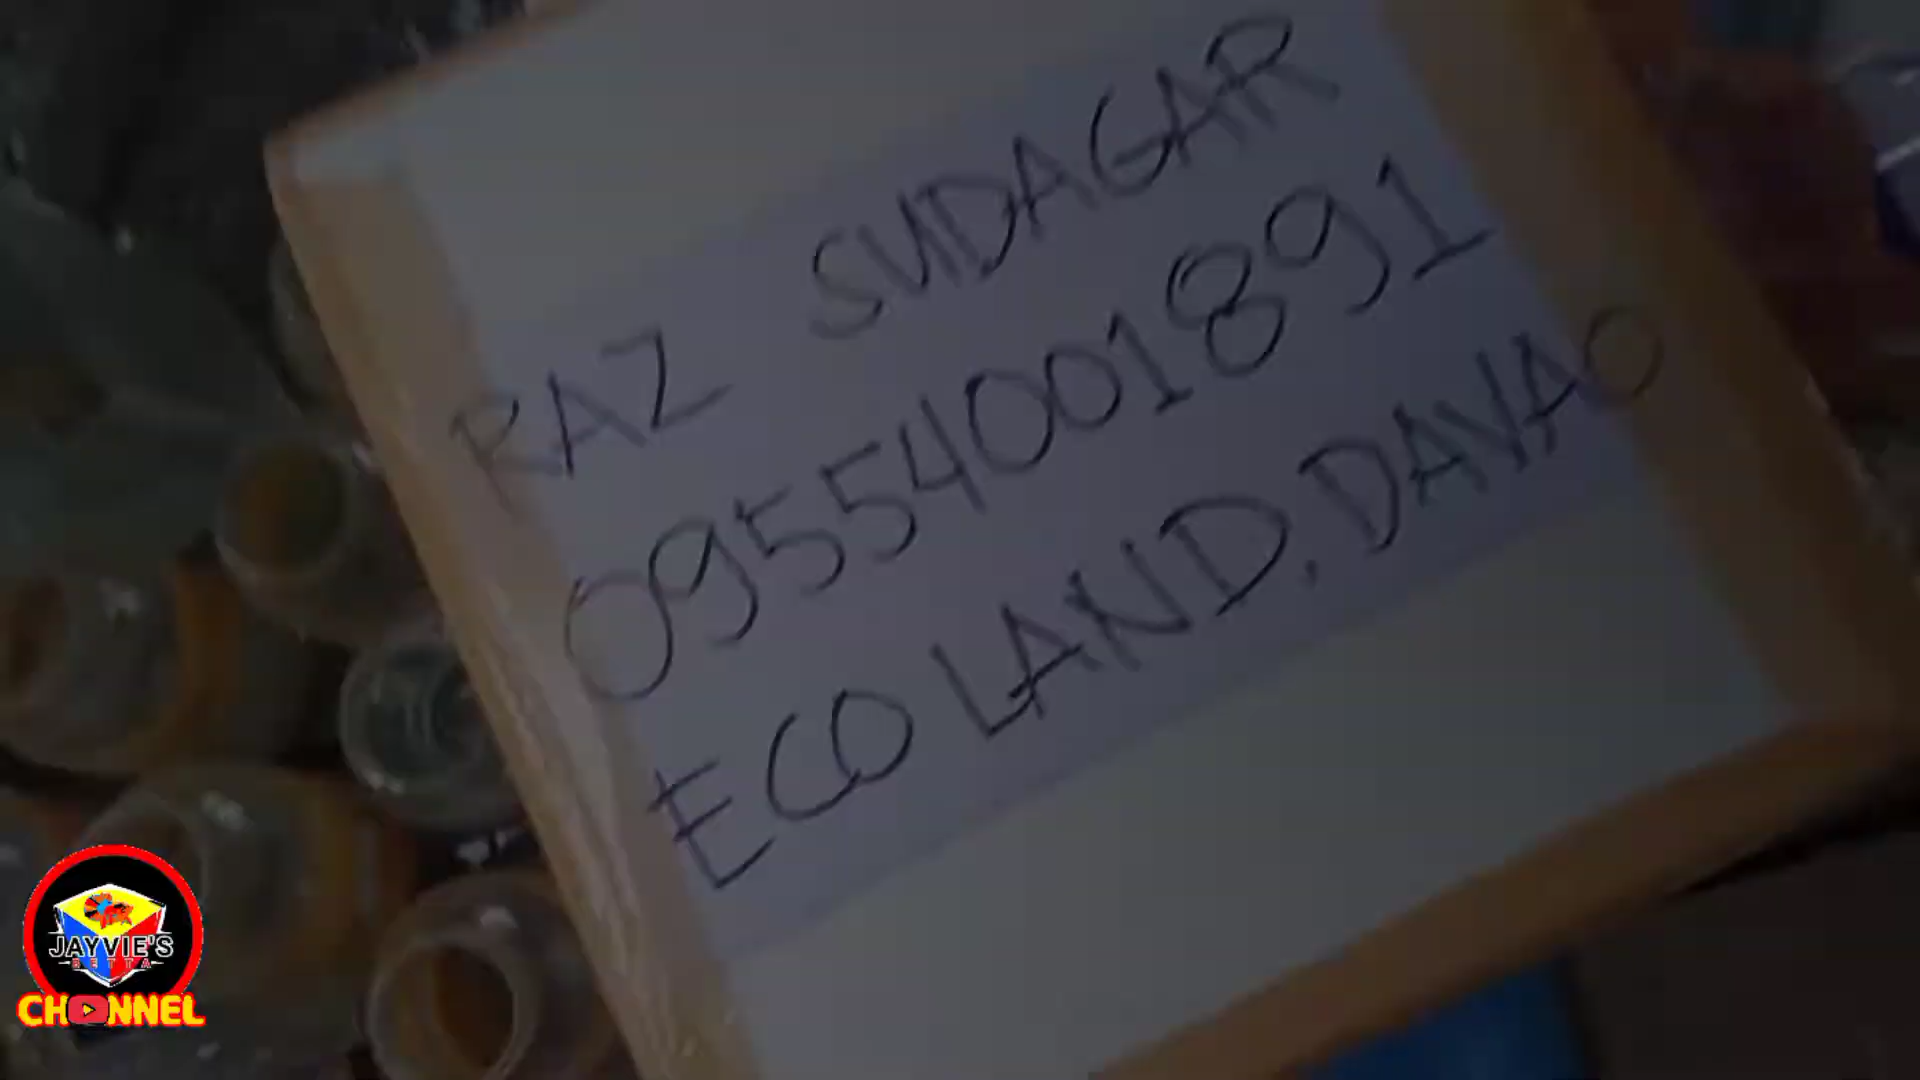 RAZ SUDAGAR
09554001891
ECO LAND. DAVAO
JAYVIE'S
BETTA
CHANNEL